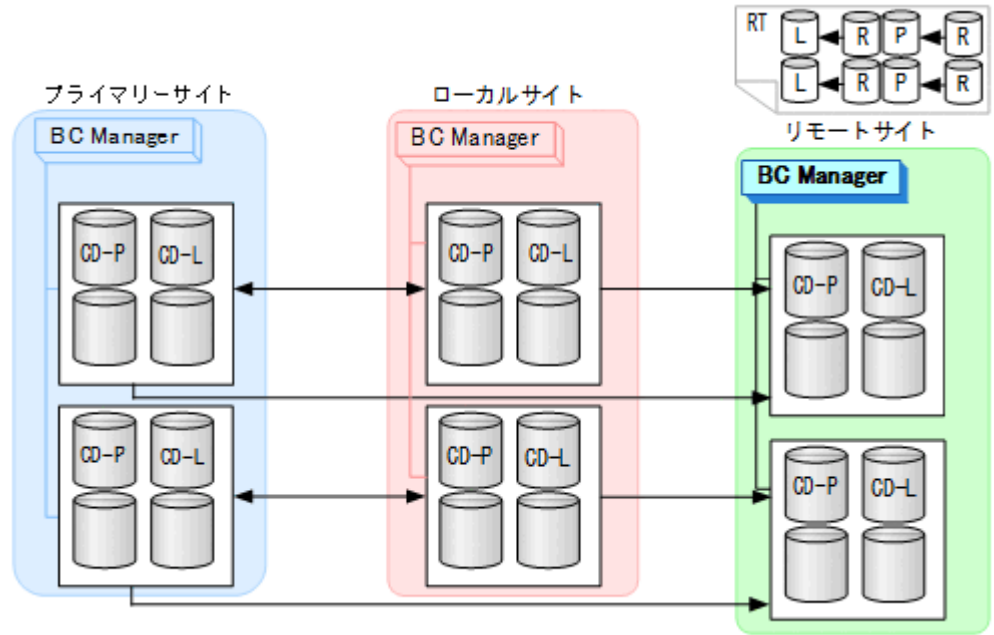 RT
L R P R
L R P R
プライマリーサイト
ローカルサイト
リモートサイト
BC Manager
BC Manager
BC Manager
CD-P CD-L
CD-P CD-L
CD-P CD-L
CD-P CD-L
CD-P CD-L
CD-P CD-L